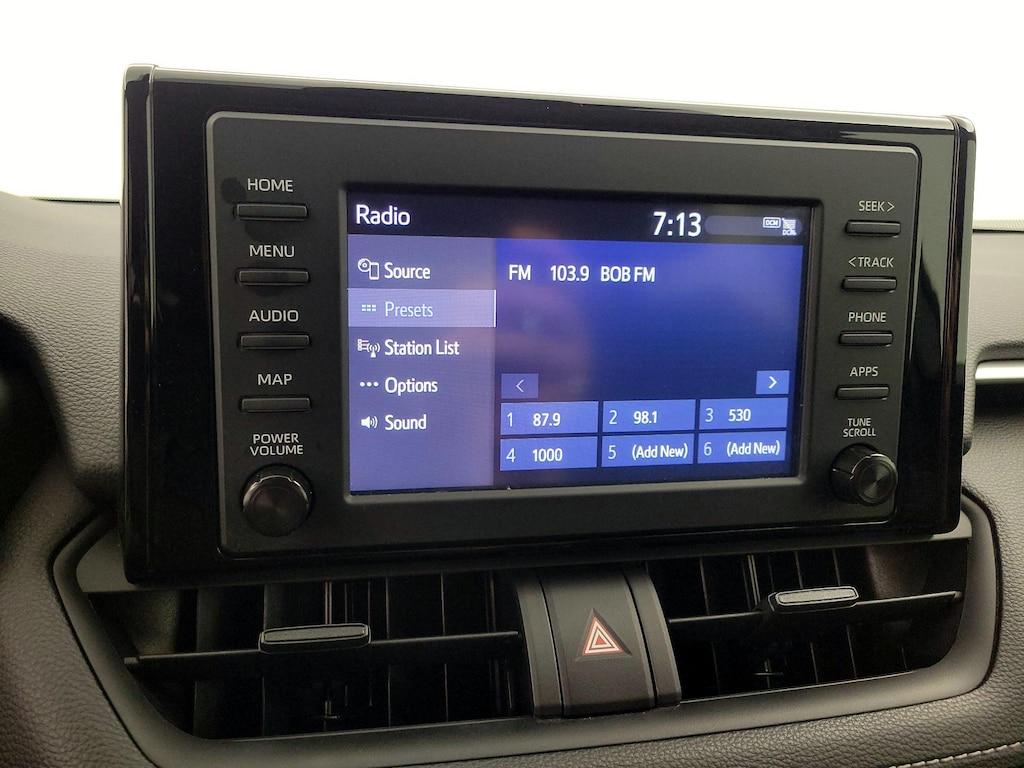 HOME
MENU
AUDIO
MAP
POWER
VOLUME
Radio
7:13
DCM
DCM
Source
Presets
Station List
Options
Sound
FM 103.9 BOB FM
<
>
1 87.9
2 98.1
3 530
4 1000
5 (Add New)
6 (Add New)
SEEK >
< TRACK
PHONE
APPS
TUNE
SCROLL